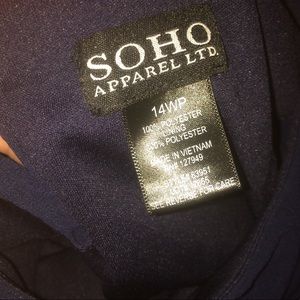 SOHO
APPAREL LTD.
14WP
100% POLYESTER
LINING
100% POLYESTER
MADE IN VIETNAM
127949
SEE REVERSE FOR CARE